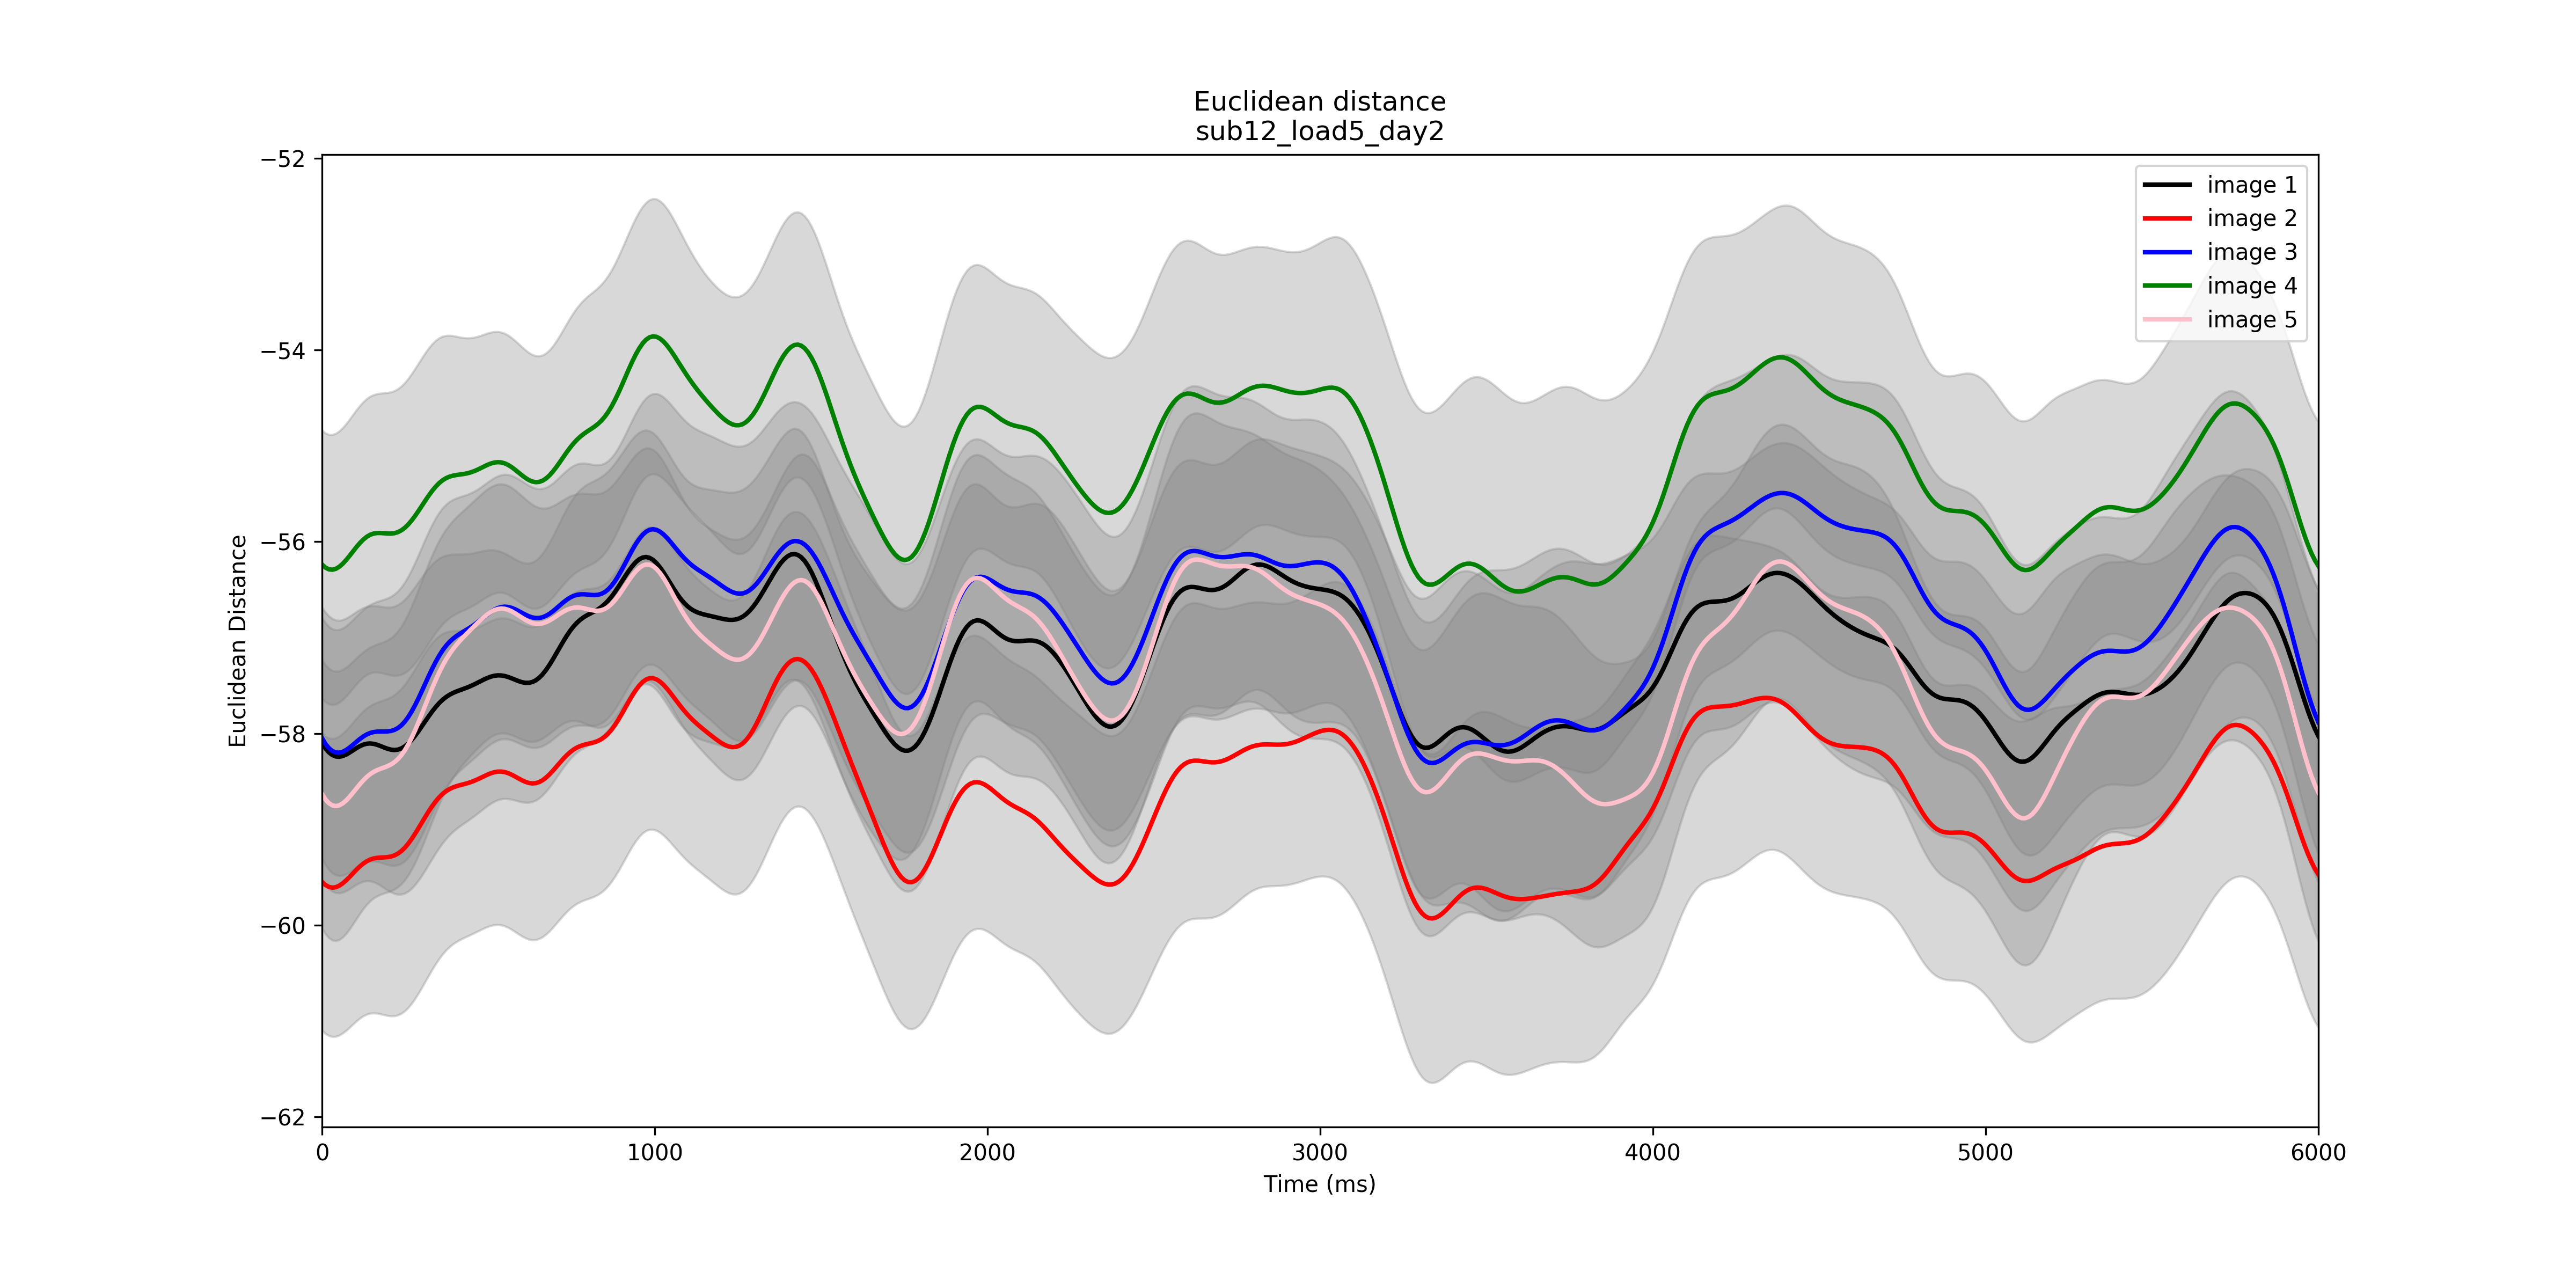 Euclidean distance
sub12_load5_day2
Euclidean Distance
−52
−54
−56
−58
−60
−62
image 1
image 2
image 3
image 4
image 5
0 1000 2000 3000 4000 5000 6000
Time (ms)